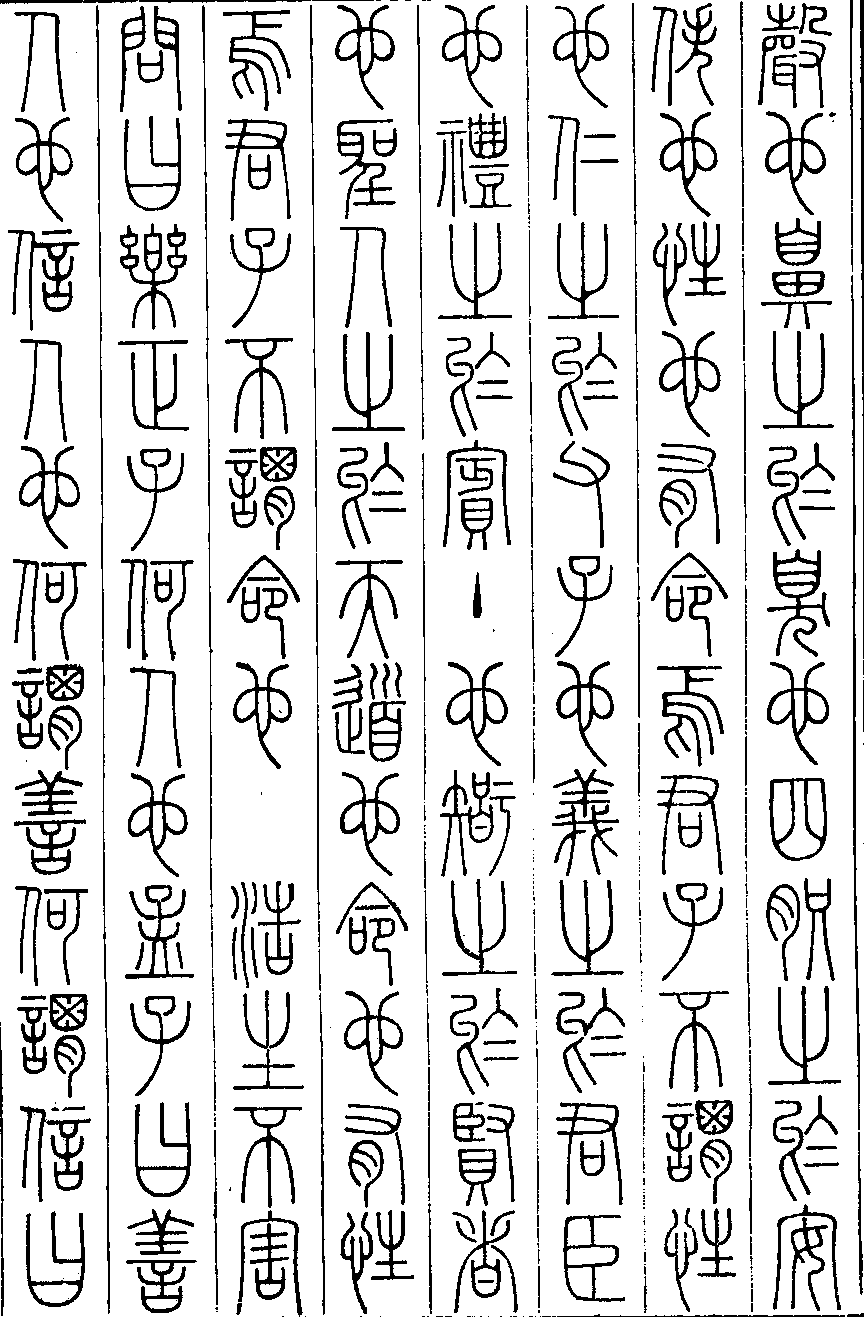 聲也鼻之於臭也四肢之於安
佚也性也有命焉君子不謂性
也仁之於父子也義之於君臣
也禮之於賓主也智之於賢者
也聖人之於天道也命也有性
焉君子不謂命也　浩生不害
問曰樂正子何人也孟子曰善
人也信人也何謂善何謂信曰